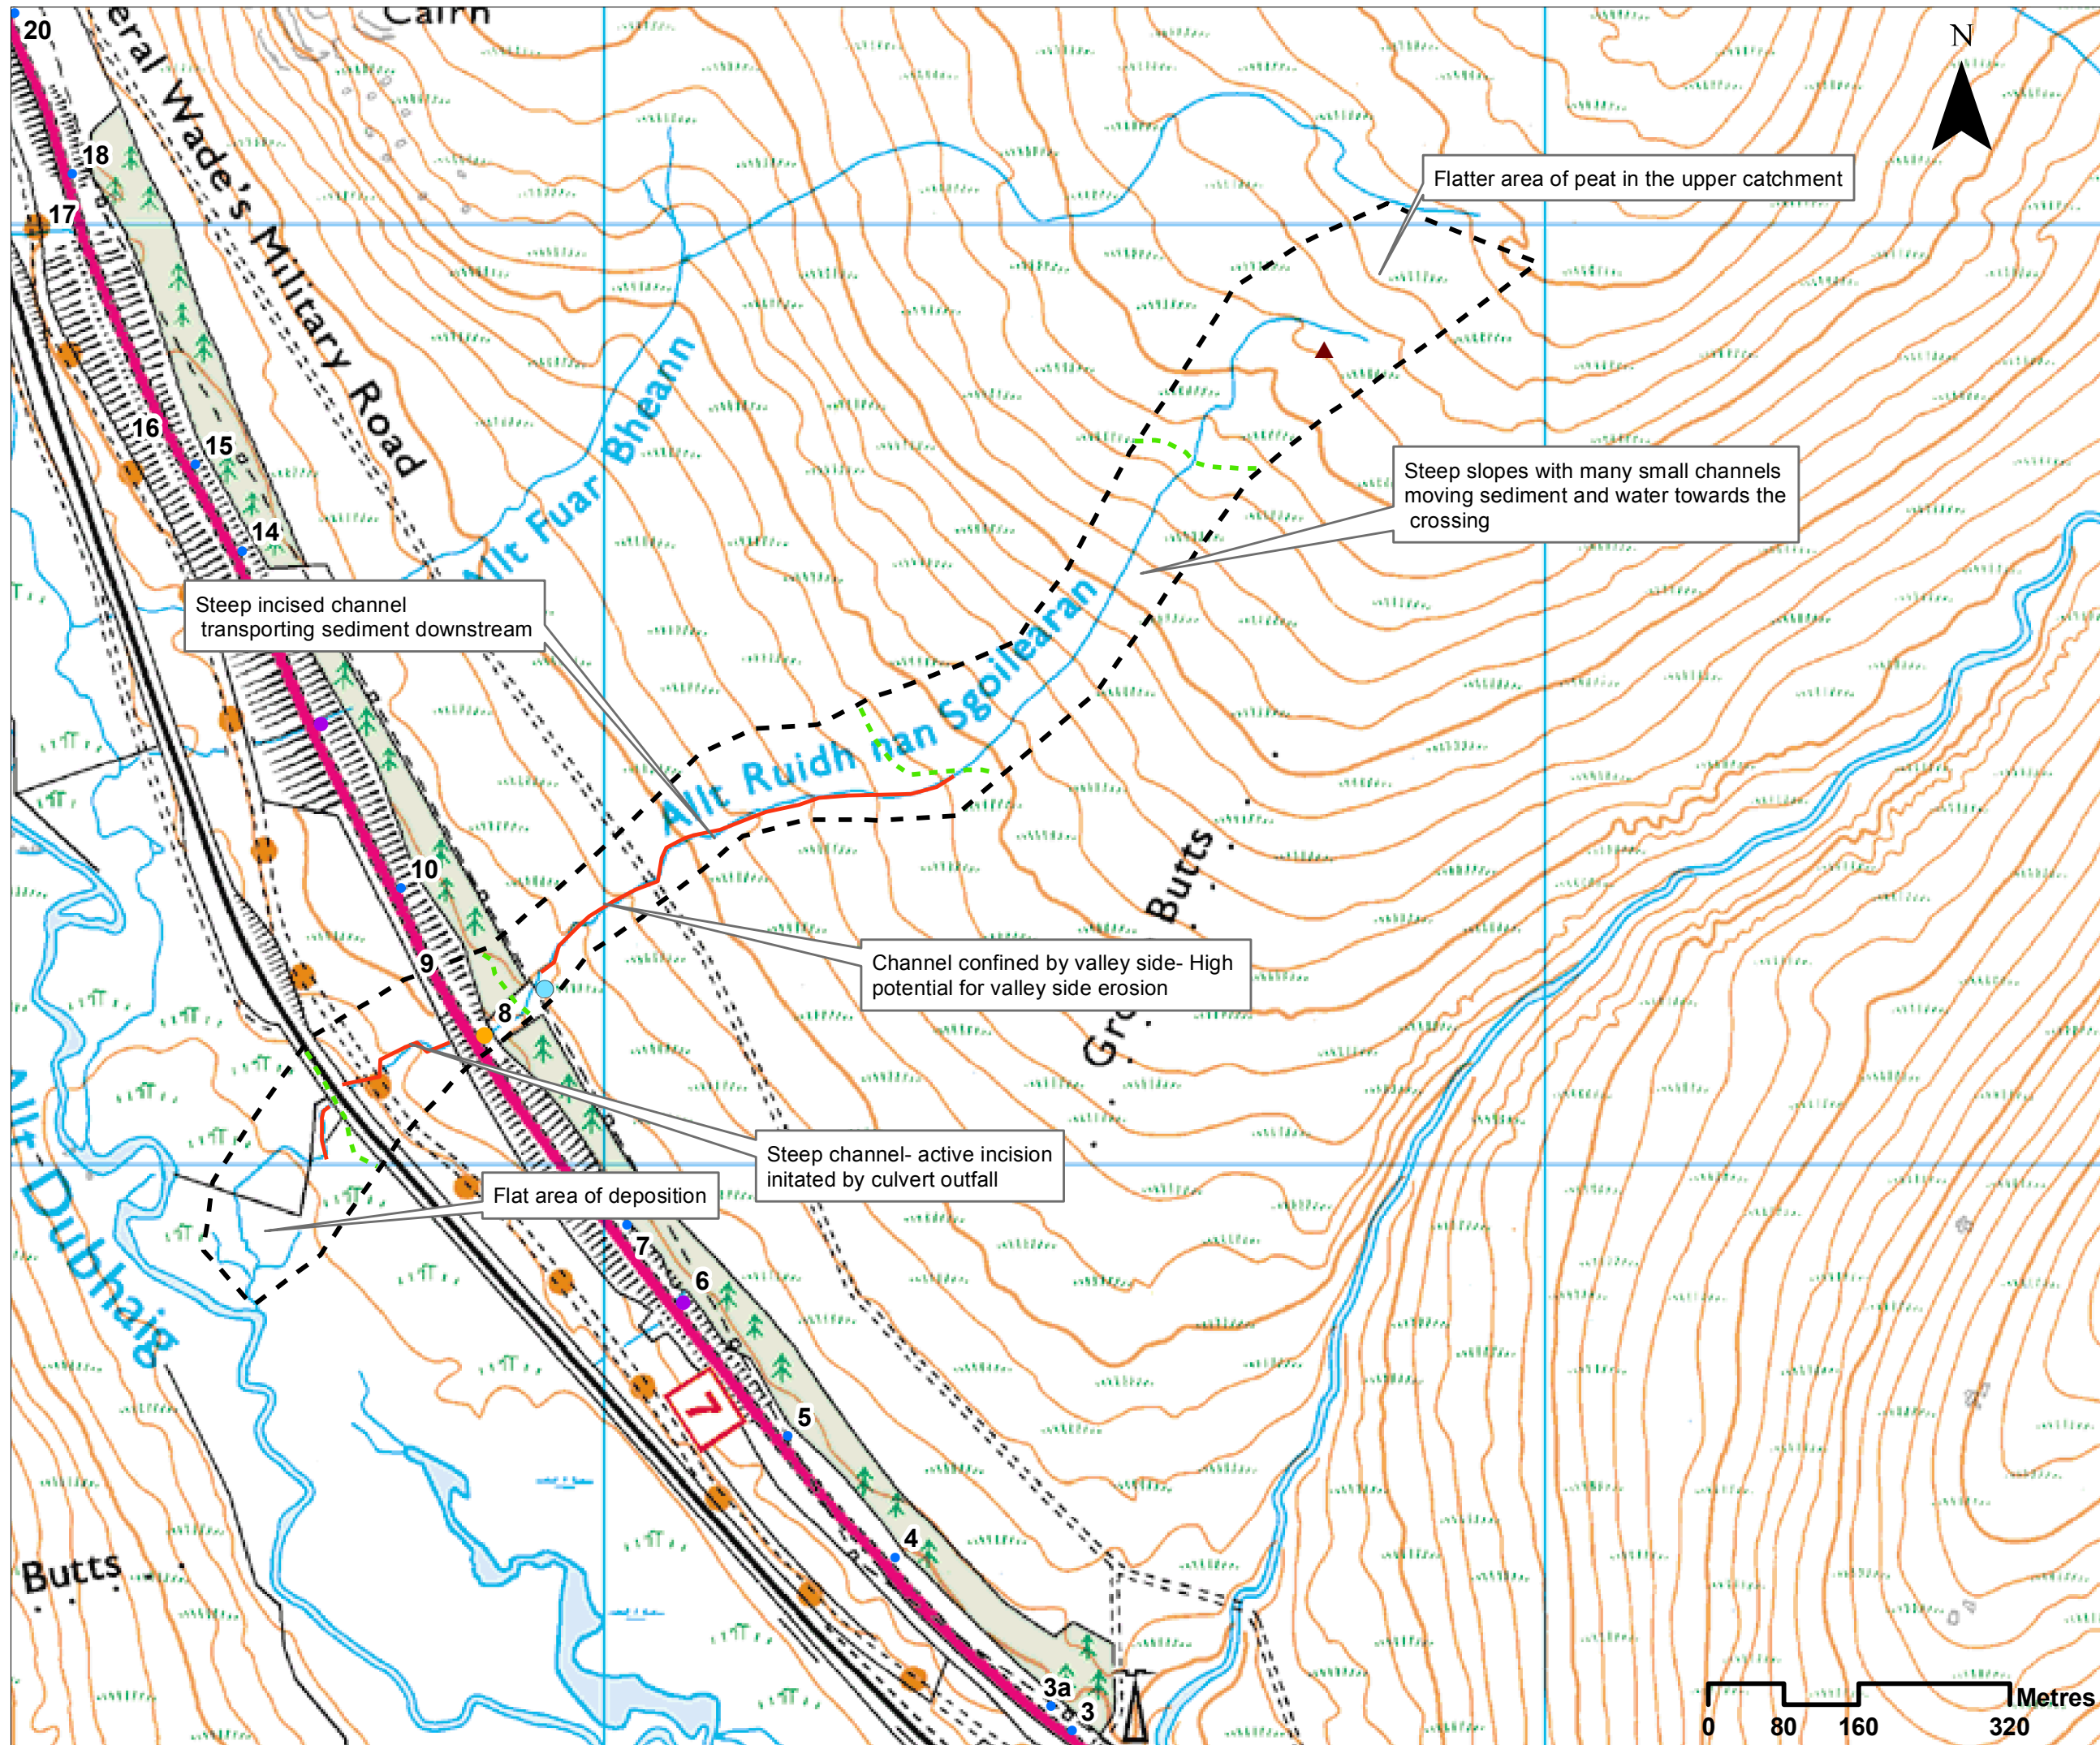 Cairn
20
N
eral Wade's Military Road
18
Flatter area of peat in the upper catchment
17
Allt Fuar Bheann
16
15
Steep slopes with many small channels
moving sediment and water towards the
crossing
14
Steep incised channel
transporting sediment downstream
Allt Ruidh nan Sgoilearan
10
Butts
9
Channel confined by valley side- High
potential for valley side erosion
8
Allt Dubhaig
Steep channel- active incision
initated by culvert outfall
Flat area of deposition
7
6
7
5
4
Butts
3a
3
Metres
0 80 160 320